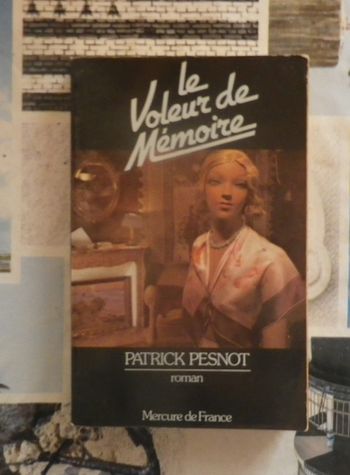 le
Voleur de
Mémoire
PATRICK PESNOT
roman
Mercure de France